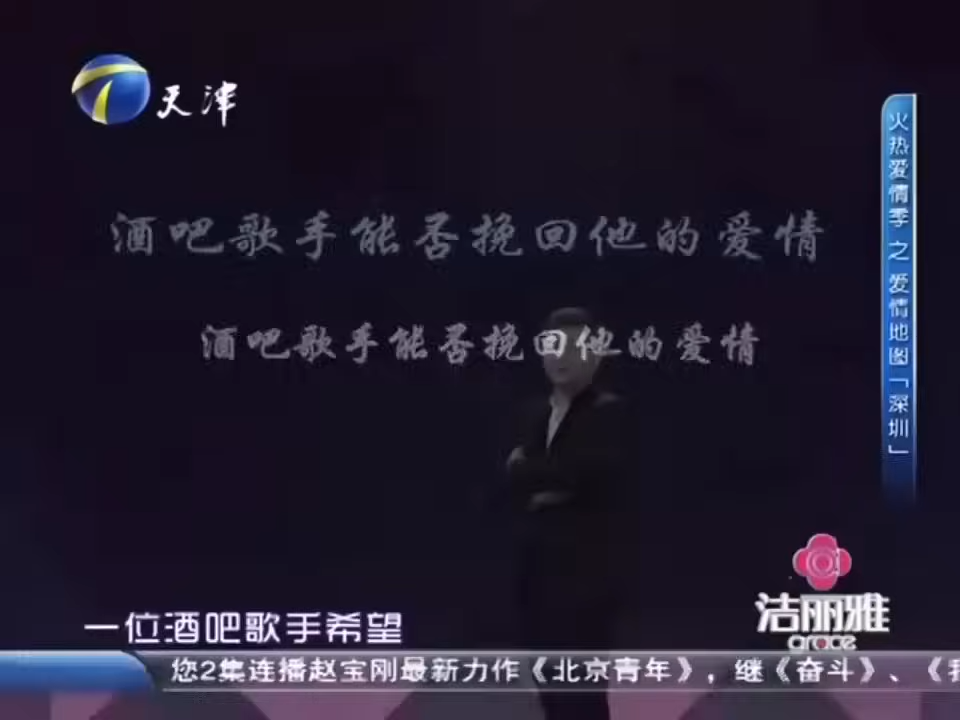 天津
火热爱情季 之 爱情地图「深圳」
酒吧歌手能否挽回他的爱情
酒吧歌手能否挽回他的爱情
洁丽雅
grace
一位酒吧歌手希望
您2集连播赵宝刚最新力作《北京青年》，继《奋斗》、《我